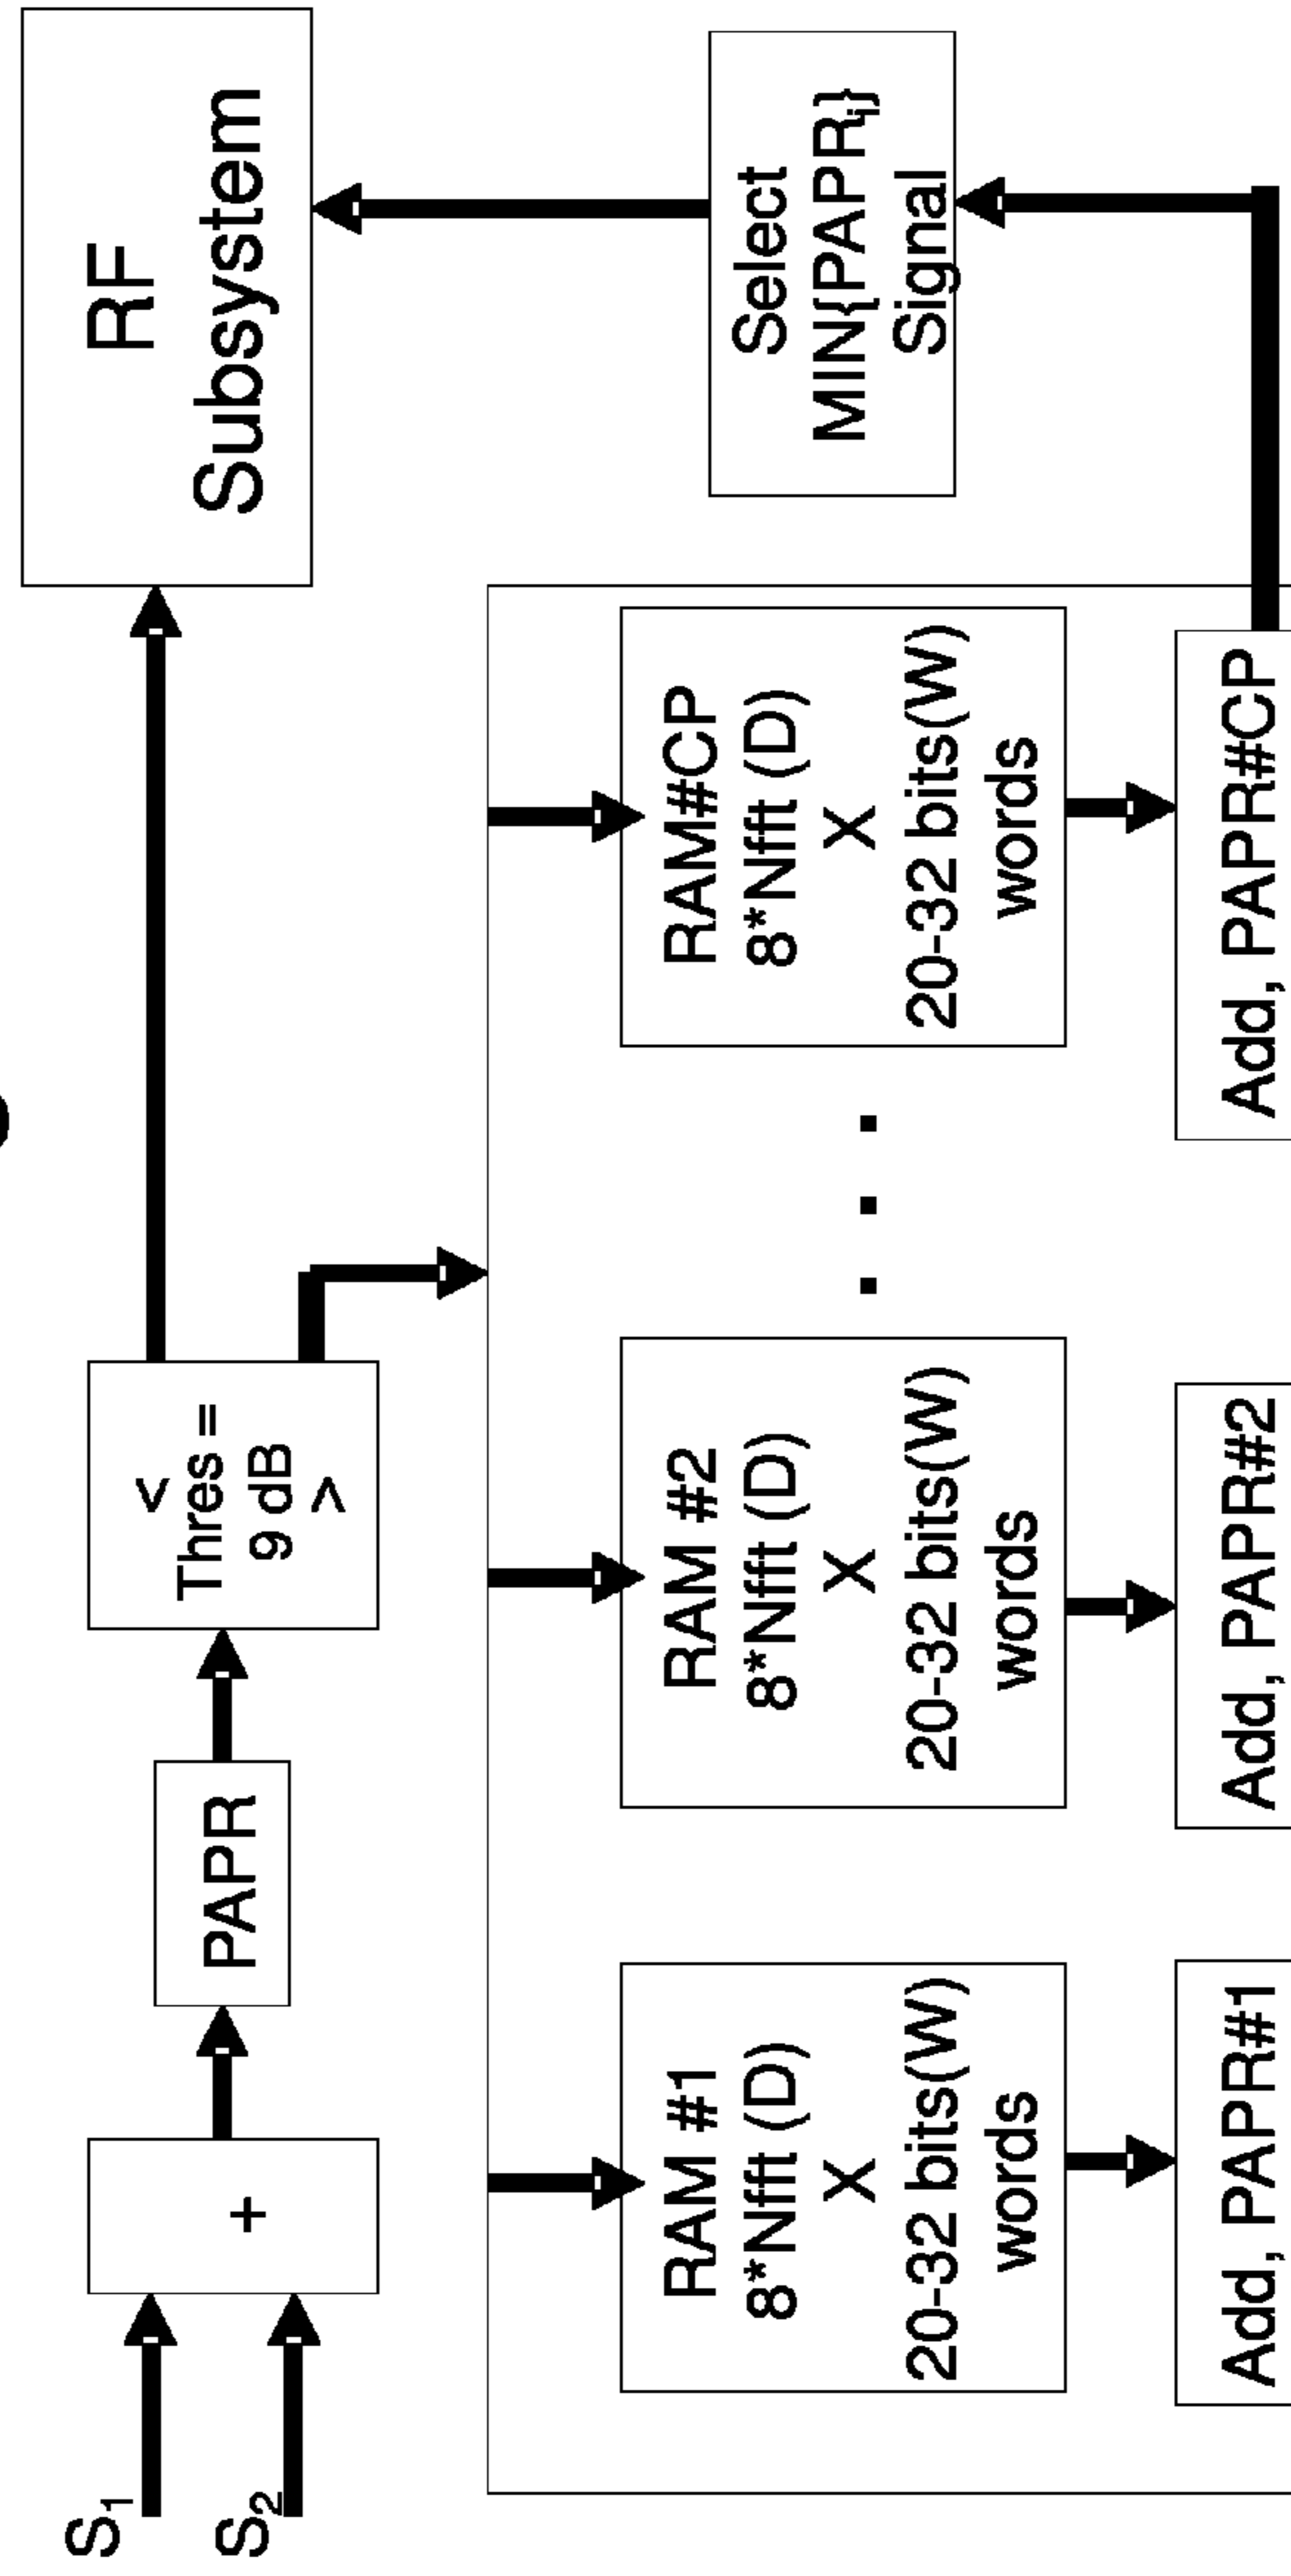 S1
S2
+
PAPR
<
Thres =
9 dB
>
RF
Subsystem
RAM #1
8*Nfft (D)
X
20-32 bits(W)
words
RAM #2
8*Nfft (D)
X
20-32 bits(W)
words
. . .
RAM#CP
8*Nfft (D)
X
20-32 bits(W)
words
Add, PAPR#1
Add, PAPR#2
Add, PAPR#CP
Select
MIN{PAPRi}
Signal